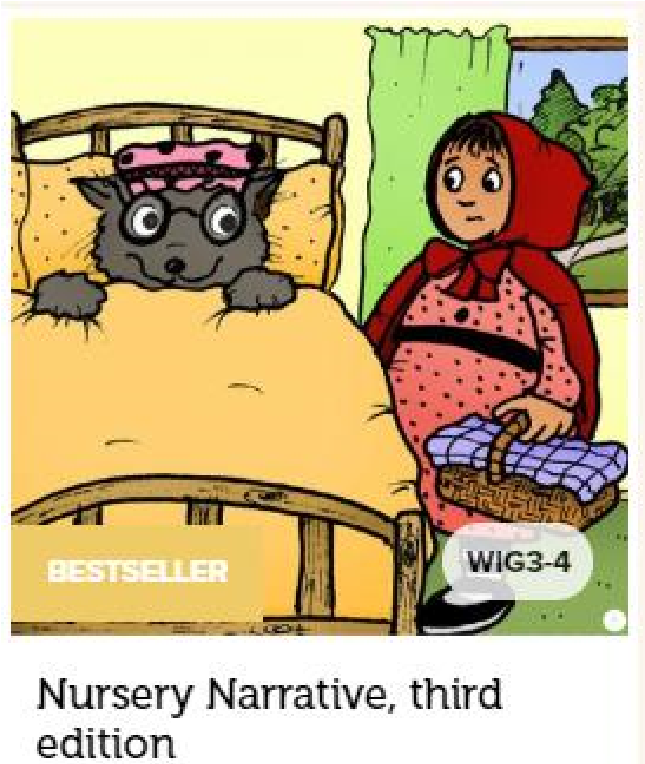 BESTSELLER
WIG3-4
Nursery Narrative, third
edition